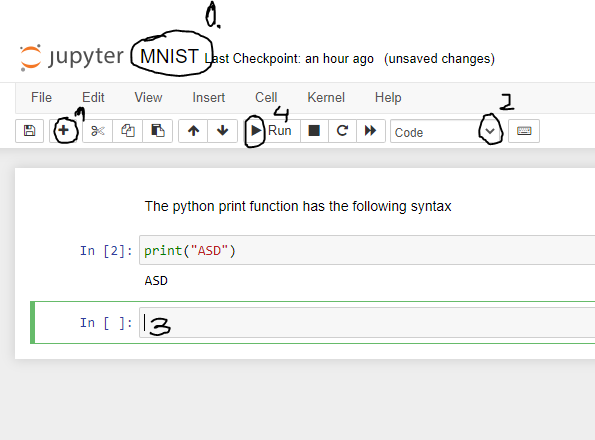 0.
jupyter MNIST Last Checkpoint: an hour ago (unsaved changes)
File Edit View Insert Cell Kernel Help
1 4 2
Run Code
The python print function has the following syntax
In [2]: print("ASD")
ASD
In [ ]: 3